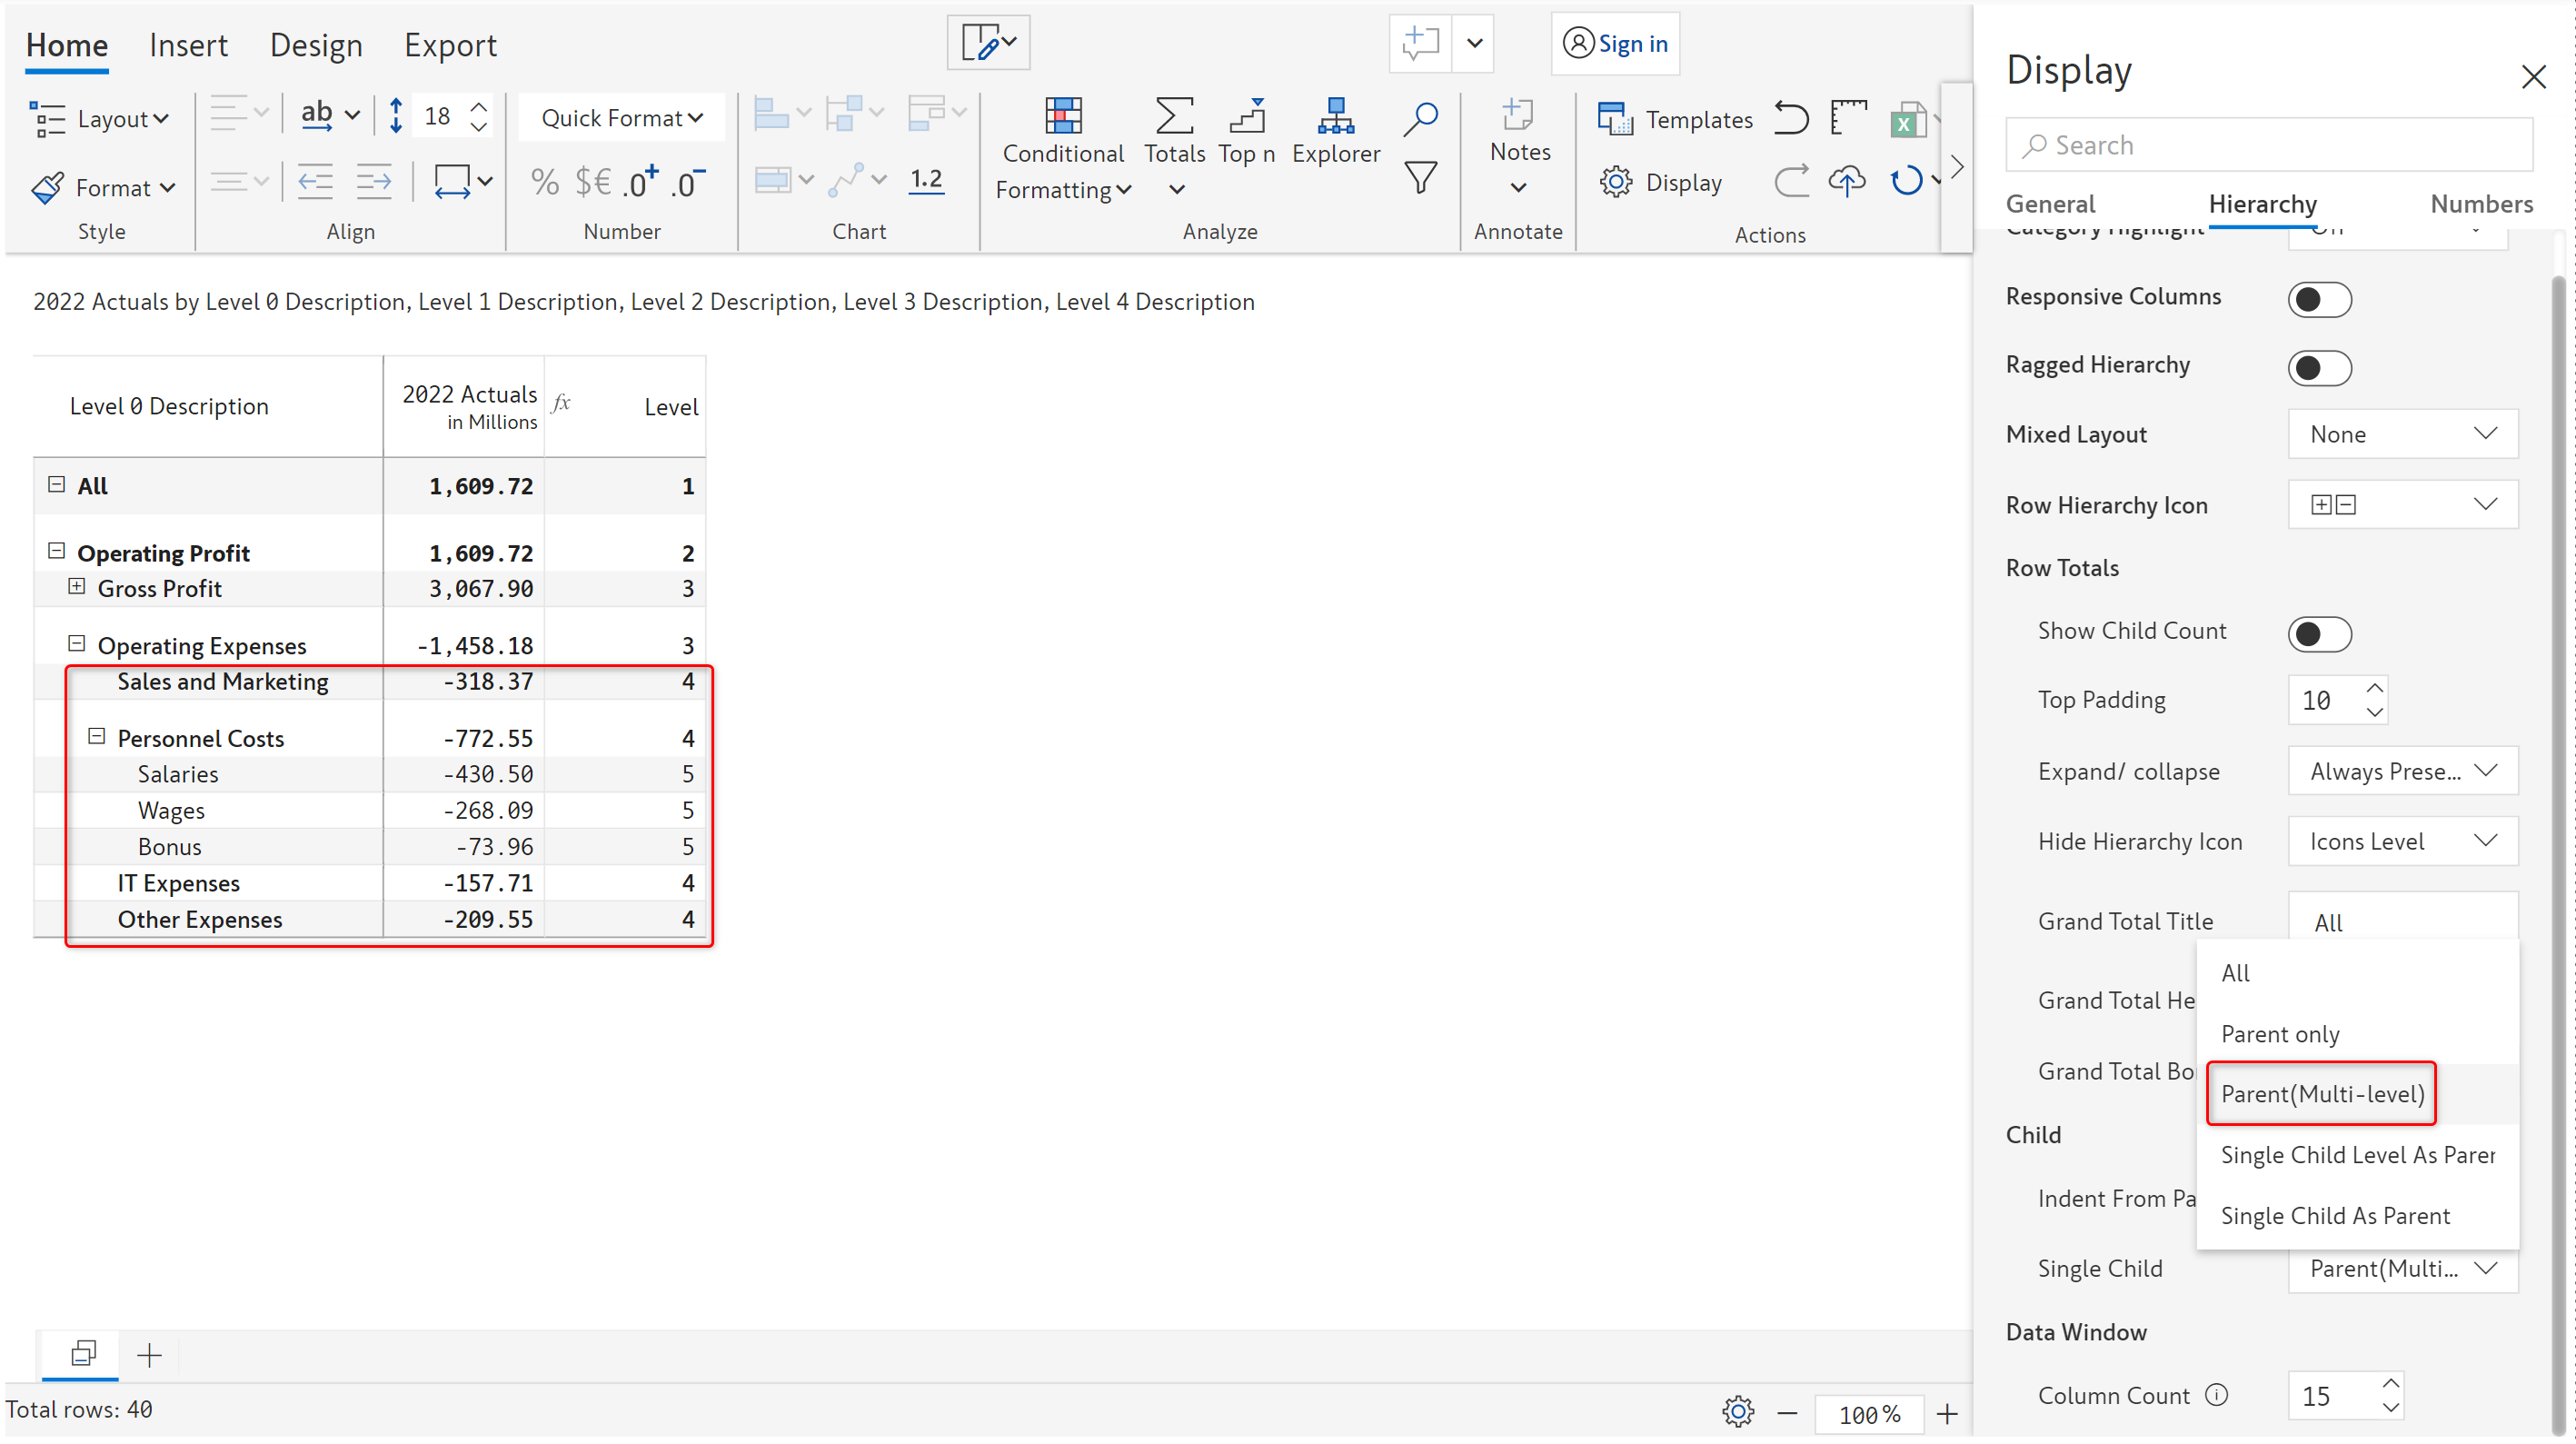 Home Insert Design Export
Sign in
Layout
ab
18
Quick Format
Format
% $€ .0+ .0-
1.2
Conditional Formatting
Totals
Top n
Explorer
Notes
Templates
Display
Style
Align
Number
Chart
Analyze
Annotate
Actions
2022 Actuals by Level 0 Description, Level 1 Description, Level 2 Description, Level 3 Description, Level 4 Description
Level 0 Description 2022 Actuals in Millions fx Level
All 1,609.72 1
Operating Profit 1,609.72 2
Gross Profit 3,067.90 3
Operating Expenses -1,458.18 3
Sales and Marketing -318.37 4
Personnel Costs -772.55 4
Salaries -430.50 5
Wages -268.09 5
Bonus -73.96 5
IT Expenses -157.71 4
Other Expenses -209.55 4
Total rows: 40
100%
Display
Search
General Hierarchy Numbers
Category Highlight Off
Responsive Columns
Ragged Hierarchy
Mixed Layout None
Row Hierarchy Icon
Row Totals
Show Child Count
Top Padding 10
Expand/ collapse Always Prese...
Hide Hierarchy Icon Icons Level
Grand Total Title All
All
Grand Total He
Parent only
Grand Total Bo
Parent(Multi-level)
Child
Single Child Level As Paren
Indent From Pa
Single Child As Parent
Single Child Parent(Multi...
Data Window
Column Count 15